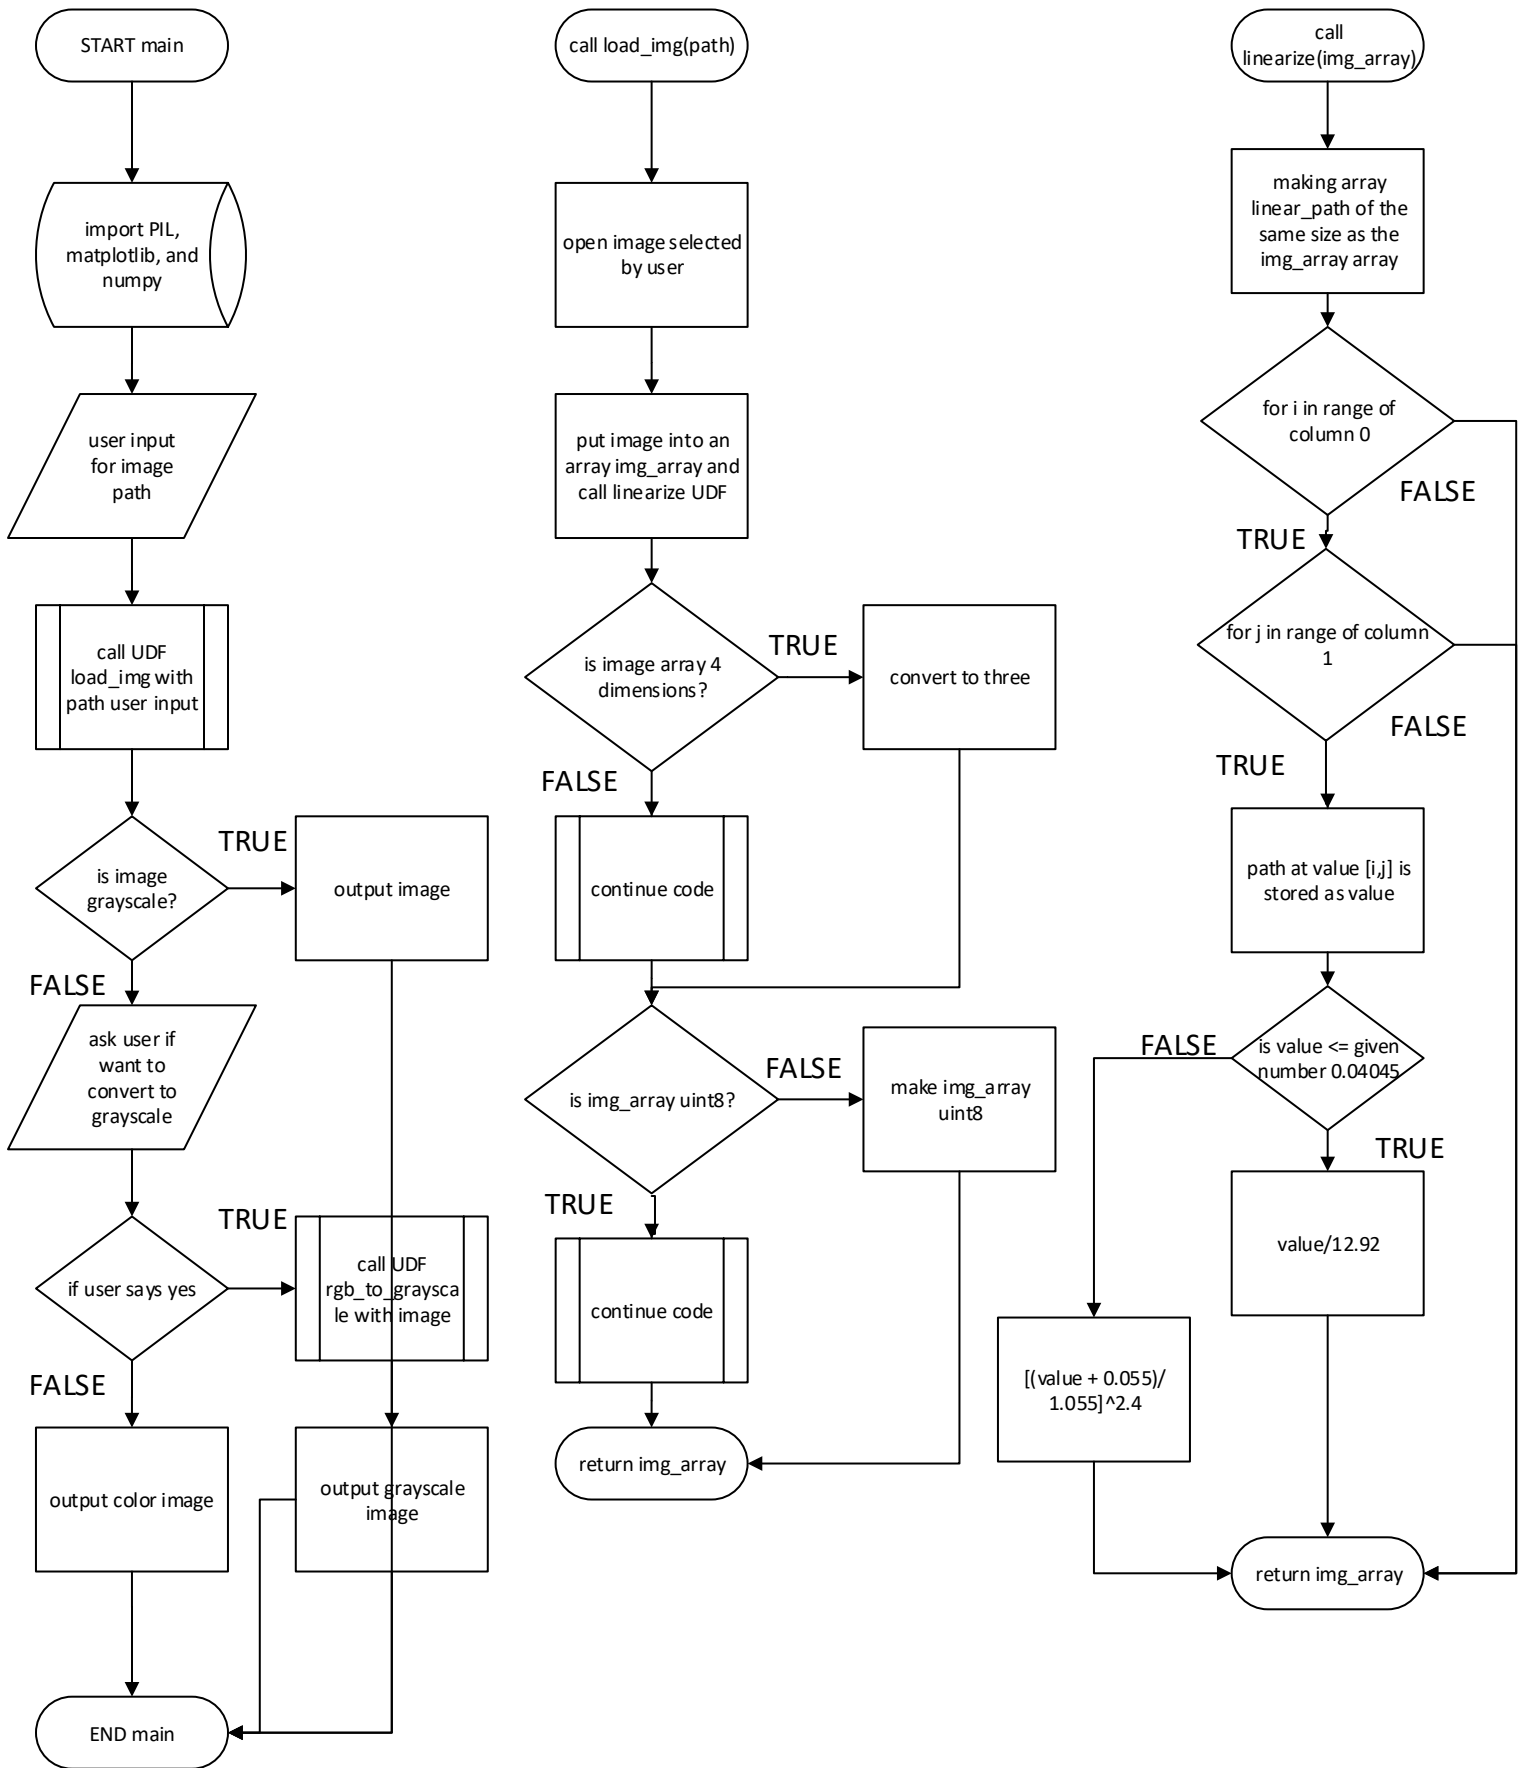 START main
import PIL,
matplotlib, and
numpy
user input
for image
path
call UDF
load_img with
path user input
is image
grayscale?
TRUE
output image
FALSE
ask user if
want to
convert to
grayscale
if user says yes
TRUE
call UDF
rgb_to_graysca
le with image
FALSE
output color image
output grayscale
image
END main
call load_img(path)
open image selected
by user
put image into an
array img_array and
call linearize UDF
is image array 4
dimensions?
TRUE
convert to three
FALSE
continue code
is img_array uint8?
FALSE
make img_array
uint8
TRUE
continue code
return img_array
call
linearize(img_array)
making array
linear_path of the
same size as the
img_array array
for i in range of
column 0
FALSE
TRUE
for j in range of column
1
FALSE
TRUE
path at value [i,j] is
stored as value
is value <= given
number 0.04045
FALSE
TRUE
value/12.92
[(value + 0.055)/
1.055]^2.4
return img_array